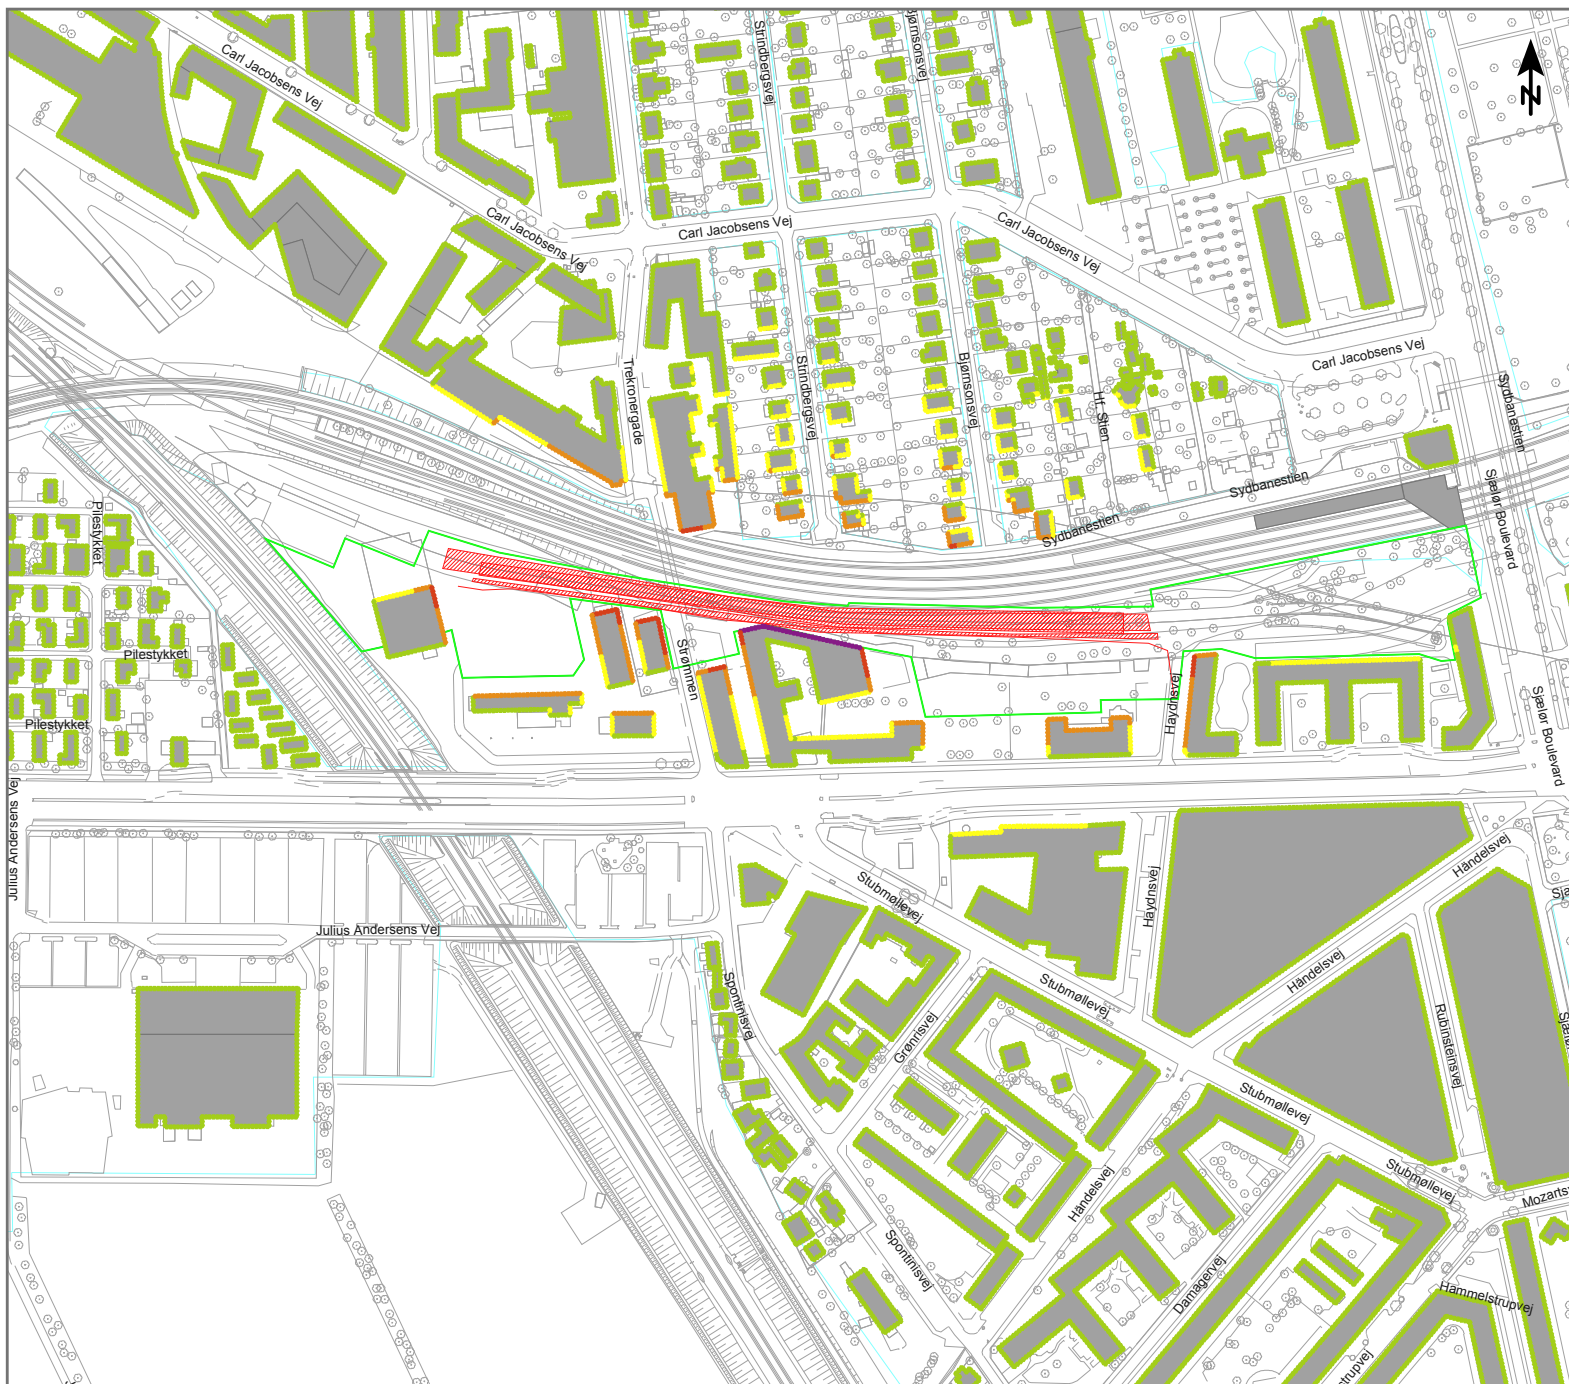 Carl Jacobsens Vej
Strindbergsvej
Bjørnsonsvej
N
Carl Jacobsens Vej
Carl Jacobsens Vej
Carl Jacobsens Vej
Carl Jacobsens Vej
Trekronergade
Strindbergsvej
Bjørnsonsvej
Hf. Stien
Sydbanestien
Sydbanestien
Sydbanestien
Sjælør Boulevard
Pilestykket
Pilestykket
Pilestykket
Strømmen
Haydnsvej
Sjælør Boulevard
Julius Andersens Vej
Julius Andersens Vej
Stubmøllevej
Haydnsvej
Händelsvej
Händelsvej
Spontinisvej
Stubmøllevej
Grønrisvej
Rubinsteinsvej
Stubmøllevej
Stubmøllevej
Händelsvej
Spontinisvej
Damagervej
Hammelstrupvej